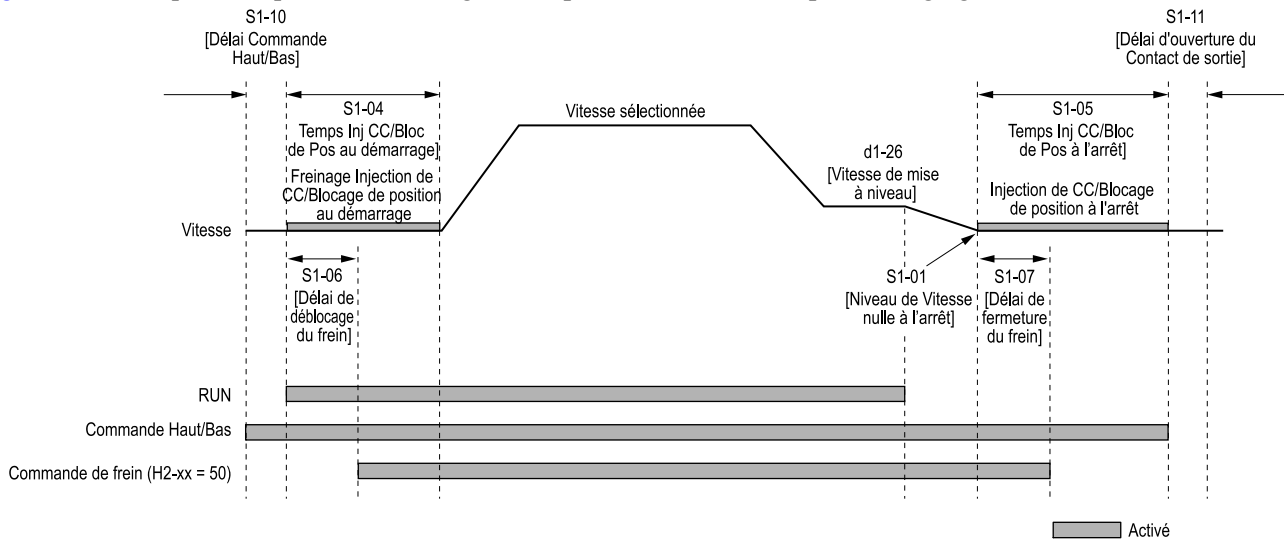 S1-10
[Délai Commande
Haut/Bas]
S1-11
[Délai d'ouverture du
Contact de sortie]
S1-04
Temps Inj CC/Bloc
de Pos au démarrage]
Freinage Injection de
CC/Blocage de position
au démarrage
Vitesse sélectionnée
d1-26
[Vitesse de mise
à niveau]
S1-05
Temps Inj CC/Bloc
de Pos à l'arrêt]
Injection de CC/Blocage
de position à l'arrêt
Vitesse
S1-06
[Délai de
déblocage
du frein]
S1-01
[Niveau de Vitesse
nulle à l'arrêt]
S1-07
[Délai de
fermeture
du frein]
RUN
Commande Haut/Bas
Commande de frein (H2-xx = 50)
Activé